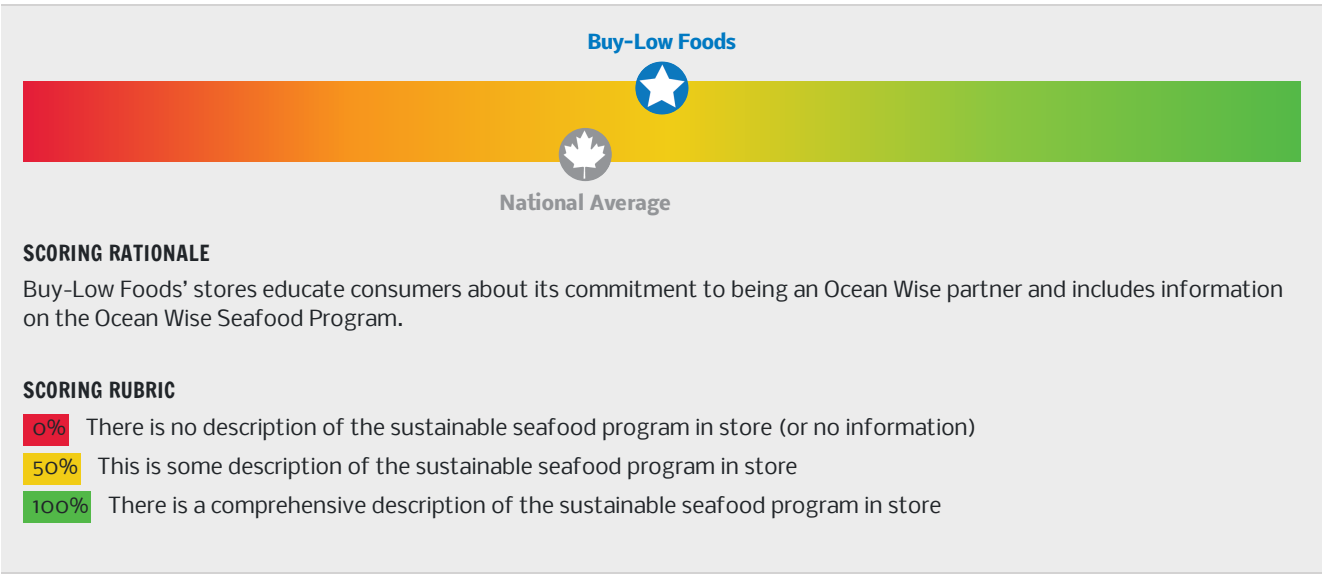 Buy-Low Foods
National Average
SCORING RATIONALE
Buy-Low Foods’ stores educate consumers about its commitment to being an Ocean Wise partner and includes information
on the Ocean Wise Seafood Program.
SCORING RUBRIC
0% There is no description of the sustainable seafood program in store (or no information)
50% This is some description of the sustainable seafood program in store
100% There is a comprehensive description of the sustainable seafood program in store